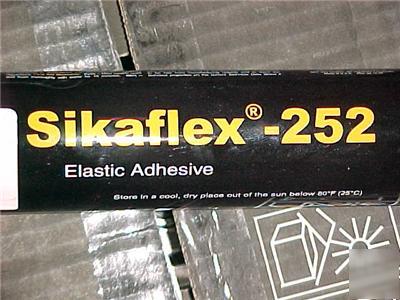 Sikaflex®-252
Elastic Adhesive
Store in a cool, dry place out of the sun below 80°F (25°C)